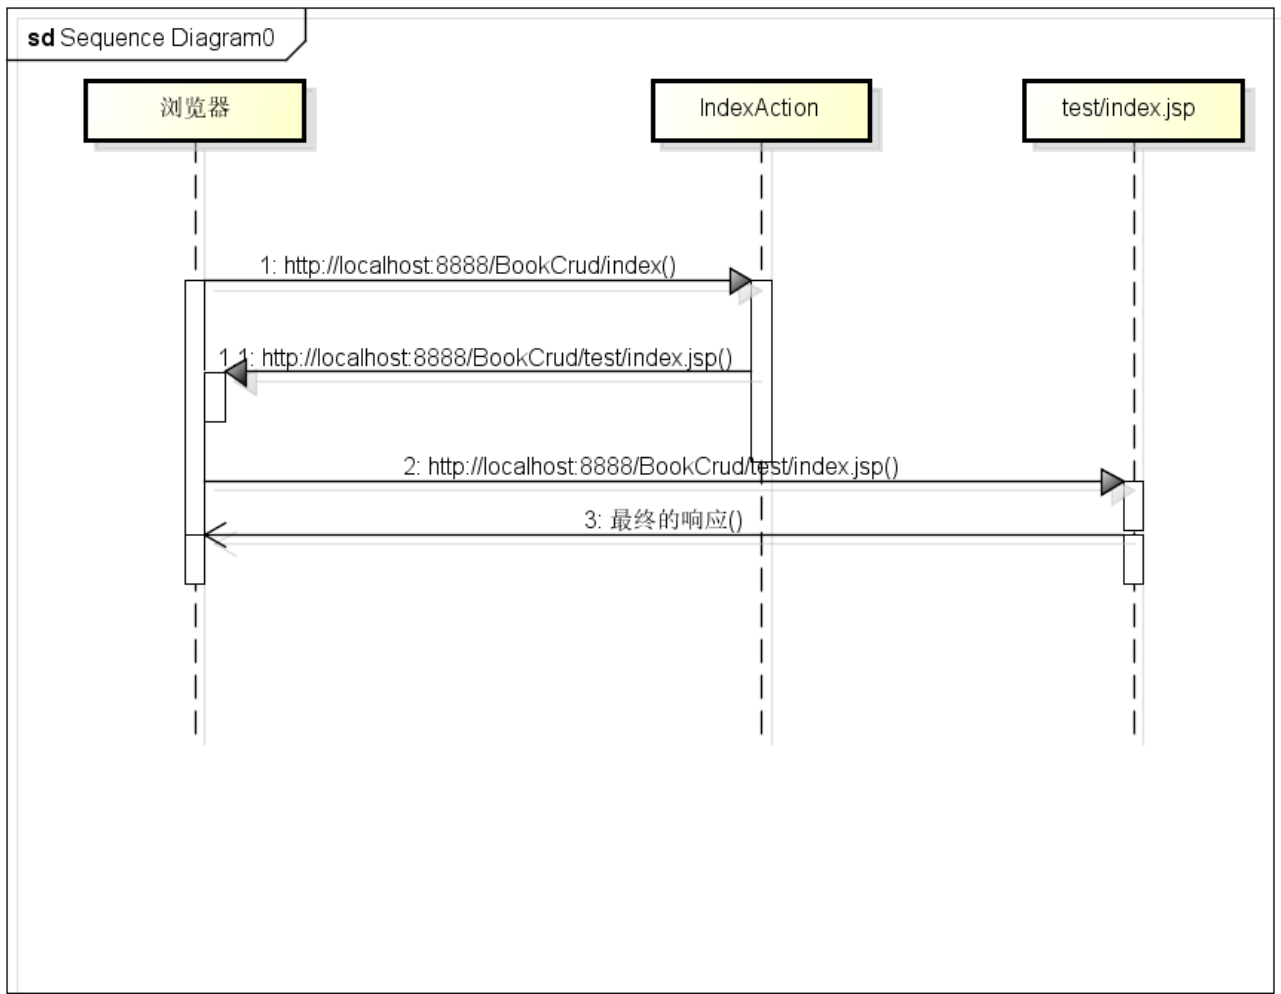 sd Sequence Diagram0
浏览器
IndexAction
test/index.jsp
1: http://localhost:8888/BookCrud/index()
1.1: http://localhost:8888/BookCrud/test/index.jsp()
2: http://localhost:8888/BookCrud/test/index.jsp()
3: 最终的响应()